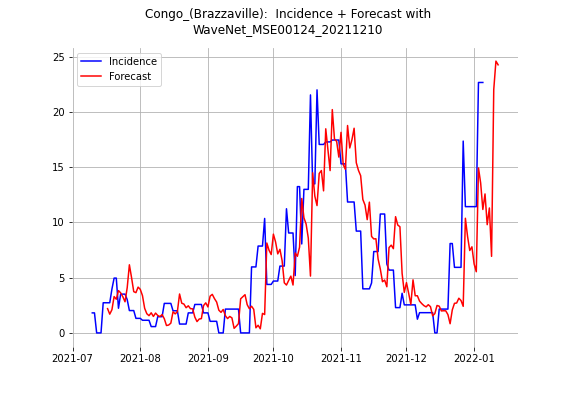 Congo_(Brazzaville):  Incidence + Forecast with
WaveNet_MSE00124_20211210
Incidence
Forecast
25
20
15
10
5
0
2021-07 2021-08 2021-09 2021-10 2021-11 2021-12 2022-01